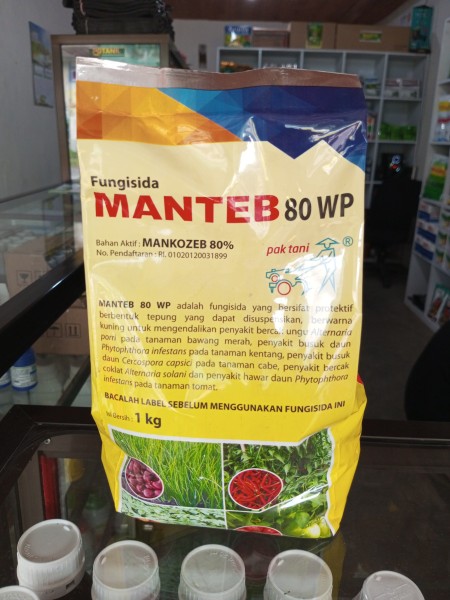 Fungisida
MANTEB 80 WP
Bahan Aktif : MANKOZEB 80%
No. Pendaftaran : RI. 01020120031899
pak tani ®
MANTEB 80 WP adalah fungisida yang bersifat protektif
berbentuk tepung yang dapat disuspensikan, berwarna
kuning untuk mengendalikan penyakit bercak ungu Alternaria
porri pada tanaman bawang merah, penyakit busuk daun
Phytophthora infestans pada tanaman kentang, penyakit busuk
daun Cercospora capsici pada tanaman cabe, penyakit bercak
coklat Alternaria solani dan penyakit hawar daun Phytophthora
infestans pada tanaman tomat.
BACALAH LABEL SEBELUM MENGGUNAKAN FUNGISIDA INI
Isi Bersih : 1 kg